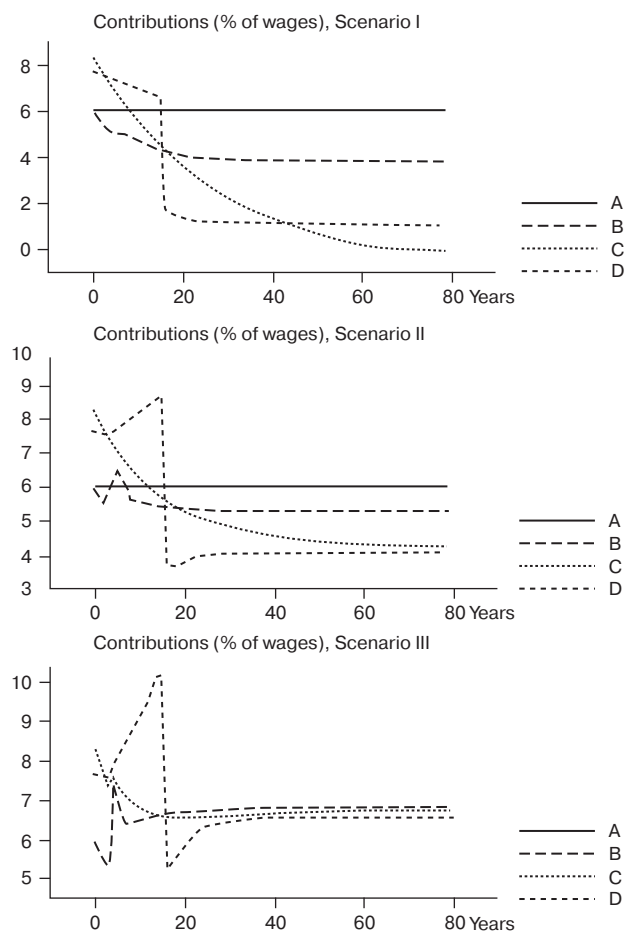 Contributions (% of wages), Scenario I
8
6
4
2
0
0 20 40 60 80 Years
A
B
C
D
Contributions (% of wages), Scenario II
10
9
8
7
6
5
4
3
0 20 40 60 80 Years
A
B
C
D
Contributions (% of wages), Scenario III
10
9
8
7
6
5
0 20 40 60 80 Years
A
B
C
D